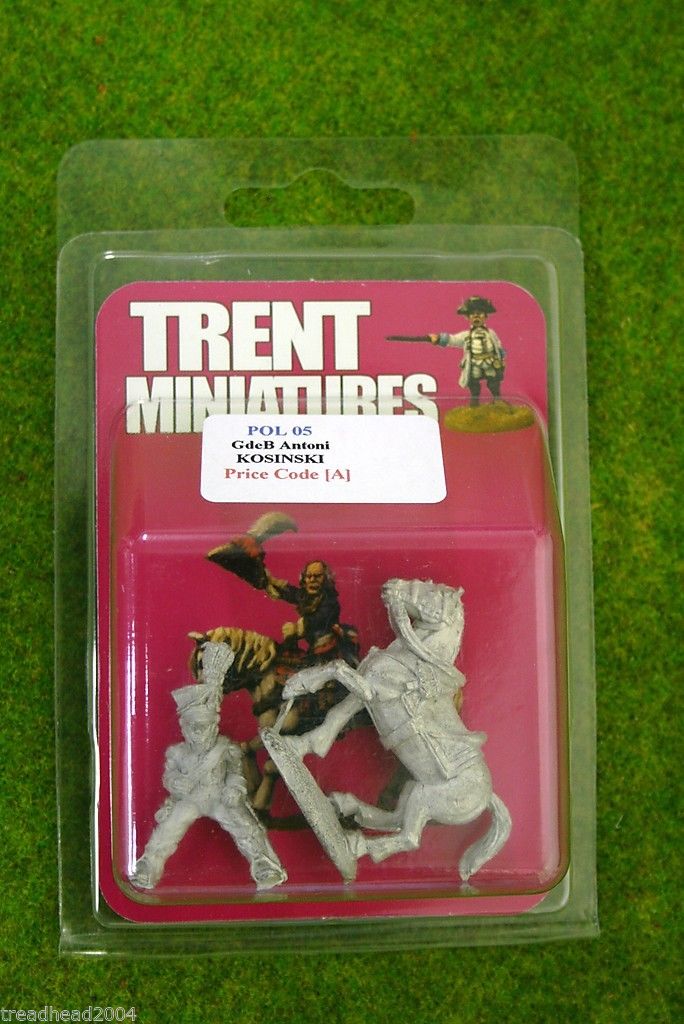 TRENT
MINIATURES
POL 05
GdeB Antoni
KOSINSKI
Price Code [A]
treadhead2004